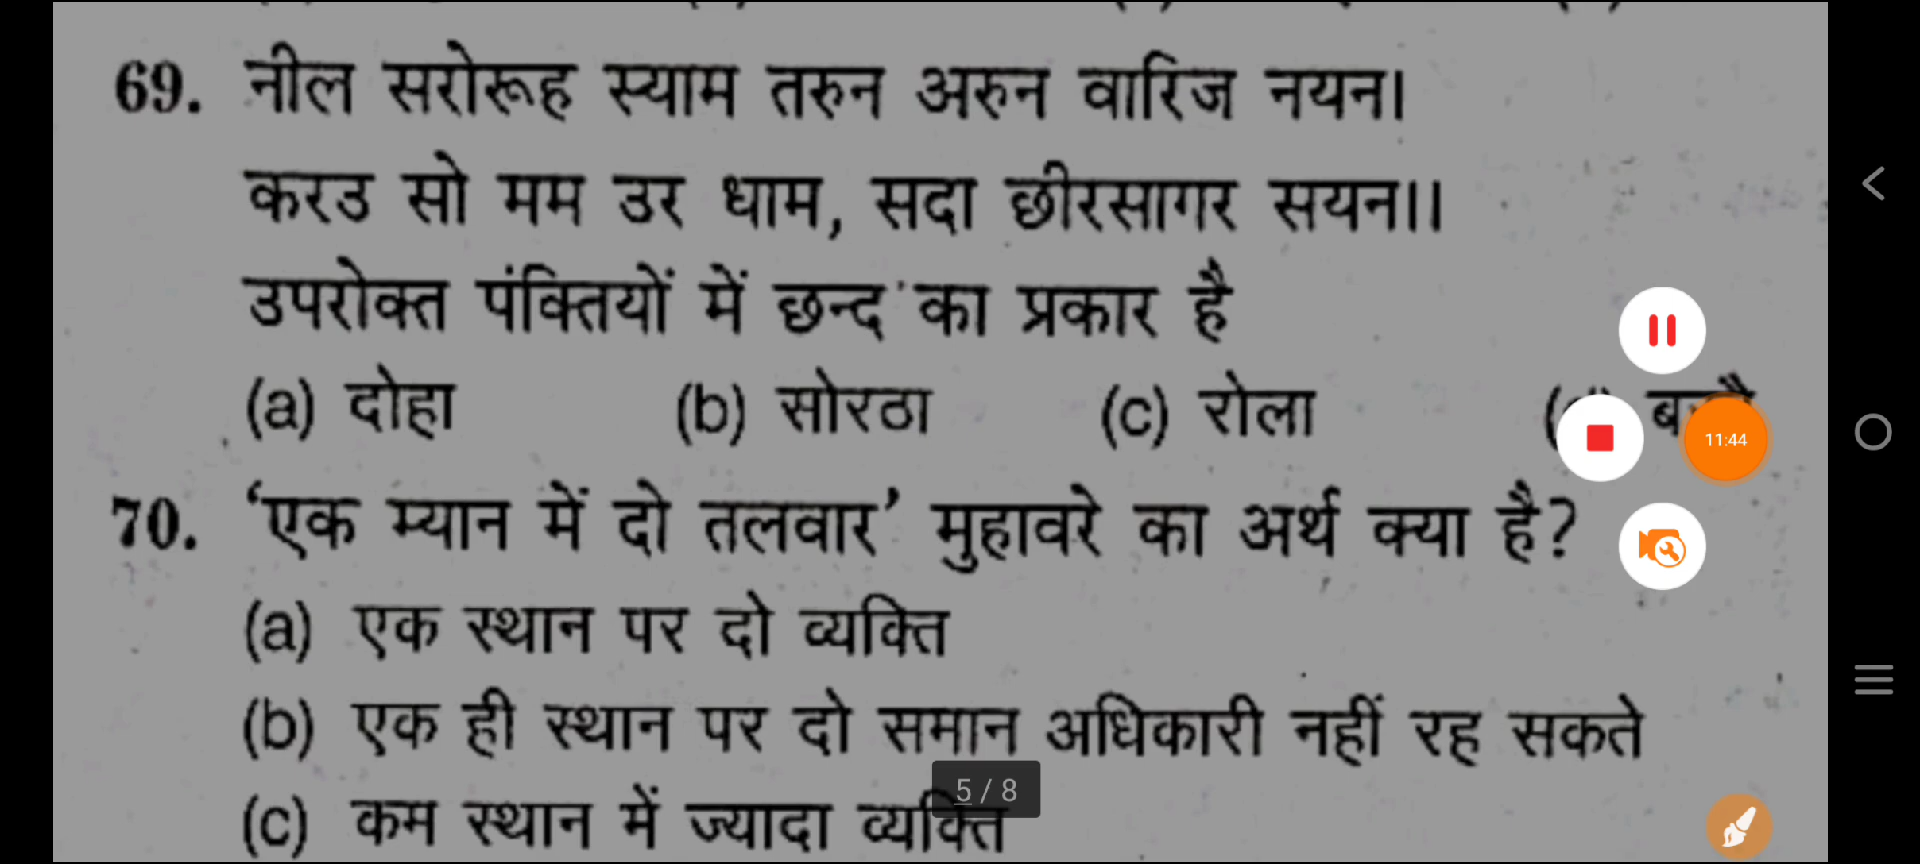 69. नील सरोरूह स्याम तरुन अरुन वारिज नयन।
करउ सो मम उर धाम, सदा छीरसागर सयन।।
उपरोक्त पंक्तियों में छन्द का प्रकार है
(a) दोहा (b) सोरठा (c) रोला
11:44
70. ‘एक म्यान में दो तलवार’ मुहावरे का अर्थ क्या है?
(a) एक स्थान पर दो व्यक्ति
(b) एक ही स्थान पर दो समान अधिकारी नहीं रह सकते
5 / 8
(c) कम स्थान में ज्यादा व्यक्ति